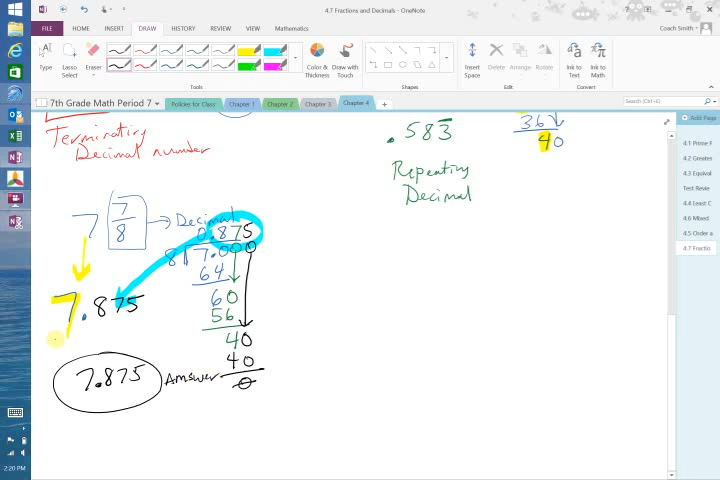 4.7 Fractions and Decimals - OneNote
Coach Smith
FILE HOME INSERT DRAW HISTORY REVIEW VIEW Mathematics
Type
Lasso Select
Eraser
Color & Thickness
Draw with Touch
Insert Space
Ink to Text
Ink to Math
Tools
Shapes
Edit
Convert
7th Grade Math Period 7
Policies for Class
Chapter 1
Chapter 2
Chapter 3
Chapter 4
Search (Ctrl+E)
Add Page
4.1 Prime F
4.2 Greates
4.3 Equival
Test Revie
4.4 Least C
4.5 Mixed
4.5 Order a
4.7 Fractio
Terminating
Decimal number
.583̅
Repeating
Decimal
36
40
7 7/8 → Decimal
0.875
8 7.000
64
60
56
40
40
0
7.875
7.875 Answer
2:20 PM